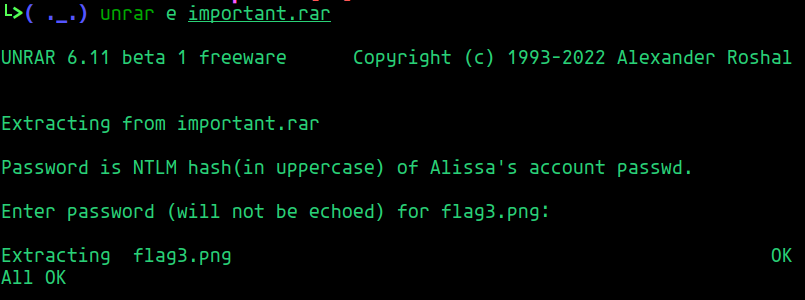 └>( ._.) unrar e important.rar
UNRAR 6.11 beta 1 freeware      Copyright (c) 1993-2022 Alexander Roshal
Extracting from important.rar
Password is NTLM hash(in uppercase) of Alissa's account passwd.
Enter password (will not be echoed) for flag3.png:
Extracting  flag3.png                                                 OK
All OK